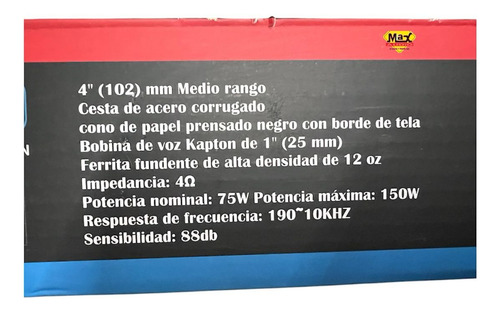 Max
N
4" (102) mm Medio rango
Cesta de acero corrugado
cono de papel prensado negro con borde de tela
Bobina de voz Kapton de 1" (25 mm)
Ferrita fundente de alta densidad de 12 oz
Impedancia: 4Ω
Potencia nominal: 75W Potencia máxima: 150W
Respuesta de frecuencia: 190~10KHZ
Sensibilidad: 88db